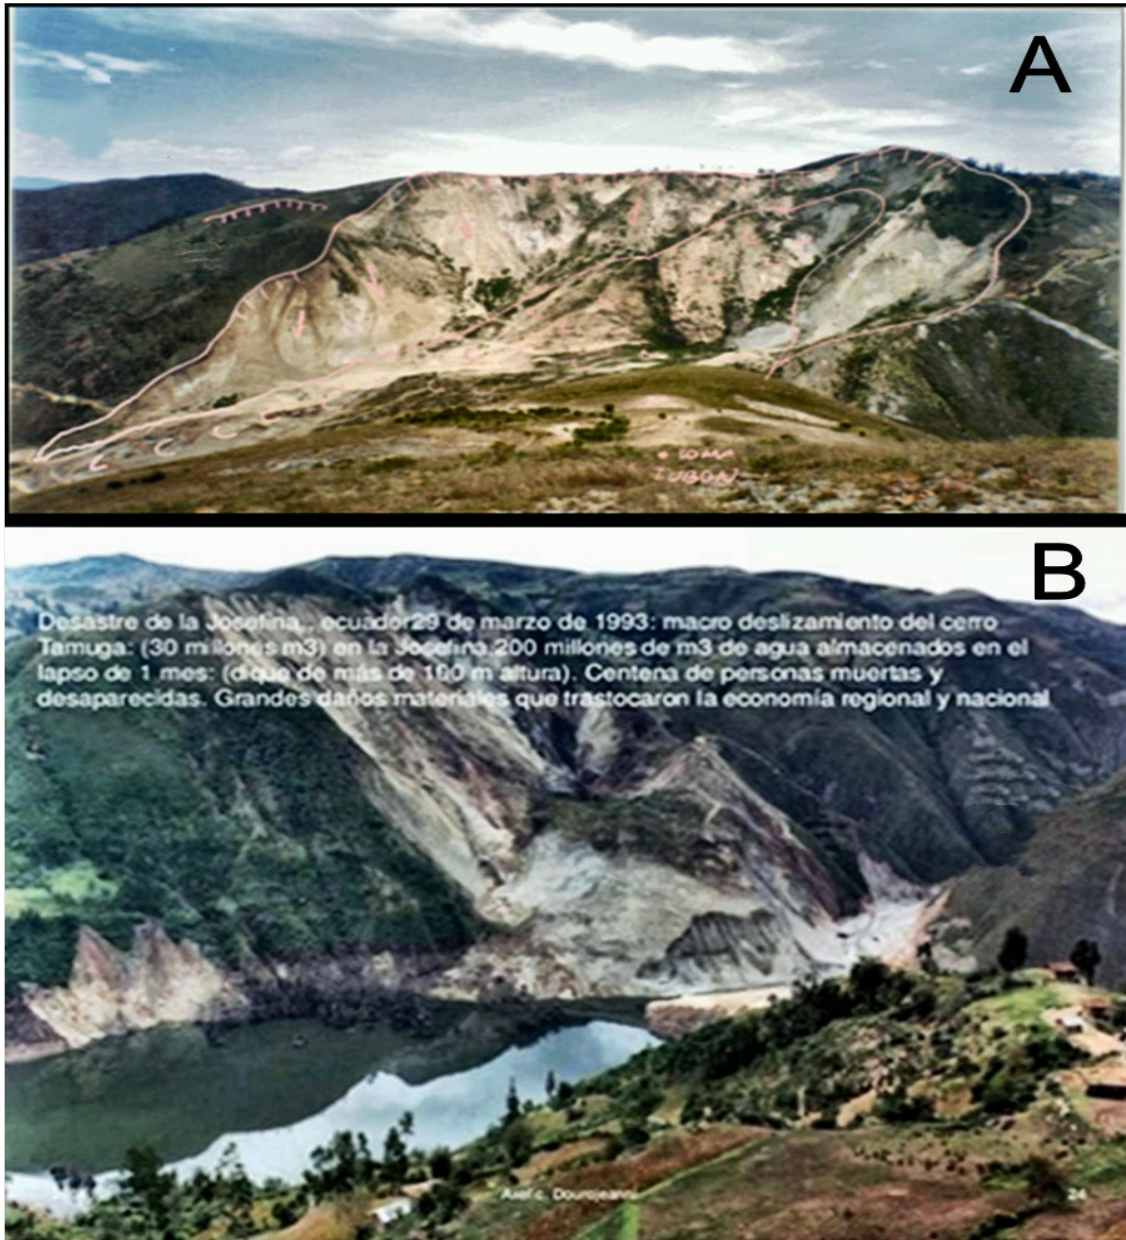 A
• LOMA
TUBON
B
Desastre de la Josefina., ecuador29 de marzo de 1993: macro deslizamiento del cerro
Tamuga: (30 millones m3) en la Josefina.200 millones de m3 de agua almacenados en el
lapso de 1 mes: (dique de más de 100 m altura). Centena de personas muertas y
desaparecidas. Grandes daños materiales que trastocaron la economía regional y nacional
Axel c. Dourojeanni
24